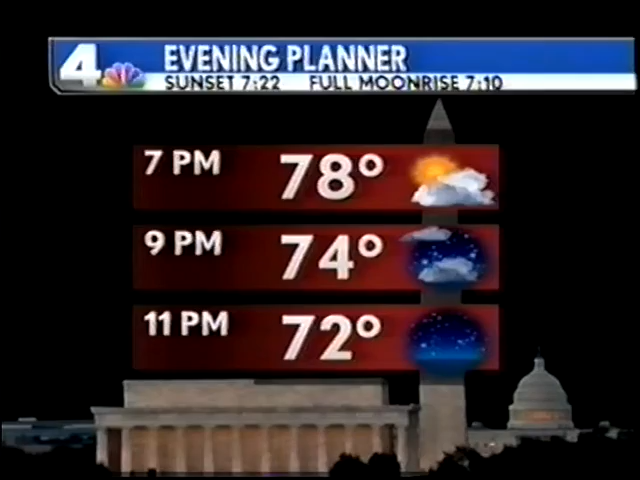 4 EVENING PLANNER
SUNSET 7:22 FULL MOONRISE 7:10
7 PM 78°
9 PM 74°
11 PM 72°